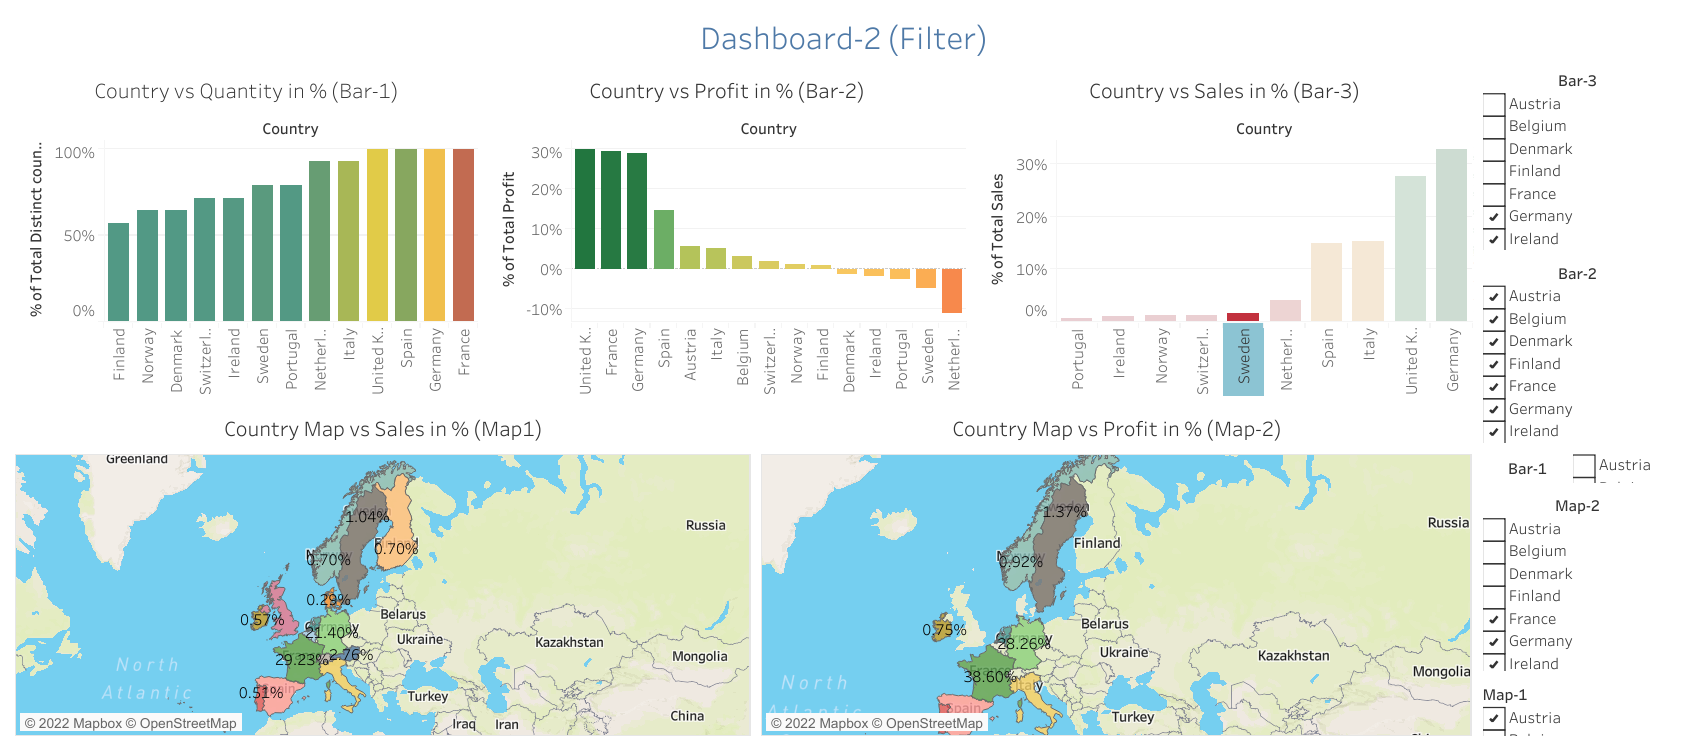 Dashboard-2 (Filter)
Country vs Quantity in % (Bar-1)
Country
% of Total Distinct coun..
100%
50%
0%
Finland
Norway
Denmark
Switzerl..
Ireland
Sweden
Portugal
Netherl..
Italy
United K..
Spain
Germany
France
Country vs Profit in % (Bar-2)
Country
% of Total Profit
30%
20%
10%
0%
-10%
United K..
France
Germany
Spain
Austria
Italy
Belgium
Switzerl..
Norway
Finland
Denmark
Ireland
Portugal
Sweden
Netherl..
Country vs Sales in % (Bar-3)
Country
% of Total Sales
30%
20%
10%
0%
Portugal
Ireland
Norway
Switzerl..
Sweden
Netherl..
Spain
Italy
United K..
Germany
Bar-3
Austria
Belgium
Denmark
Finland
France
Germany
Ireland
Bar-2
Austria
Belgium
Denmark
Finland
France
Germany
Ireland
Bar-1
Austria
Map-2
Austria
Belgium
Denmark
Finland
France
Germany
Ireland
Map-1
Austria
Country Map vs Sales in % (Map1)
Greenland
Russia
1.04%
0.70%
0.70%
0.29%
0.57%
Belarus
21.40%
Ukraine
Kazakhstan
29.23%
2.76%
Mongolia
North
Atlantic
0.51%
Turkey
China
Iraq
Iran
© 2022 Mapbox © OpenStreetMap
Country Map vs Profit in % (Map-2)
1.37%
Russia
Finland
0.92%
0.75%
Belarus
28.26%
Ukraine
Kazakhstan
Mongolia
38.60%
Italy
North
Atlantic
Spain
Turkey
© 2022 Mapbox © OpenStreetMap